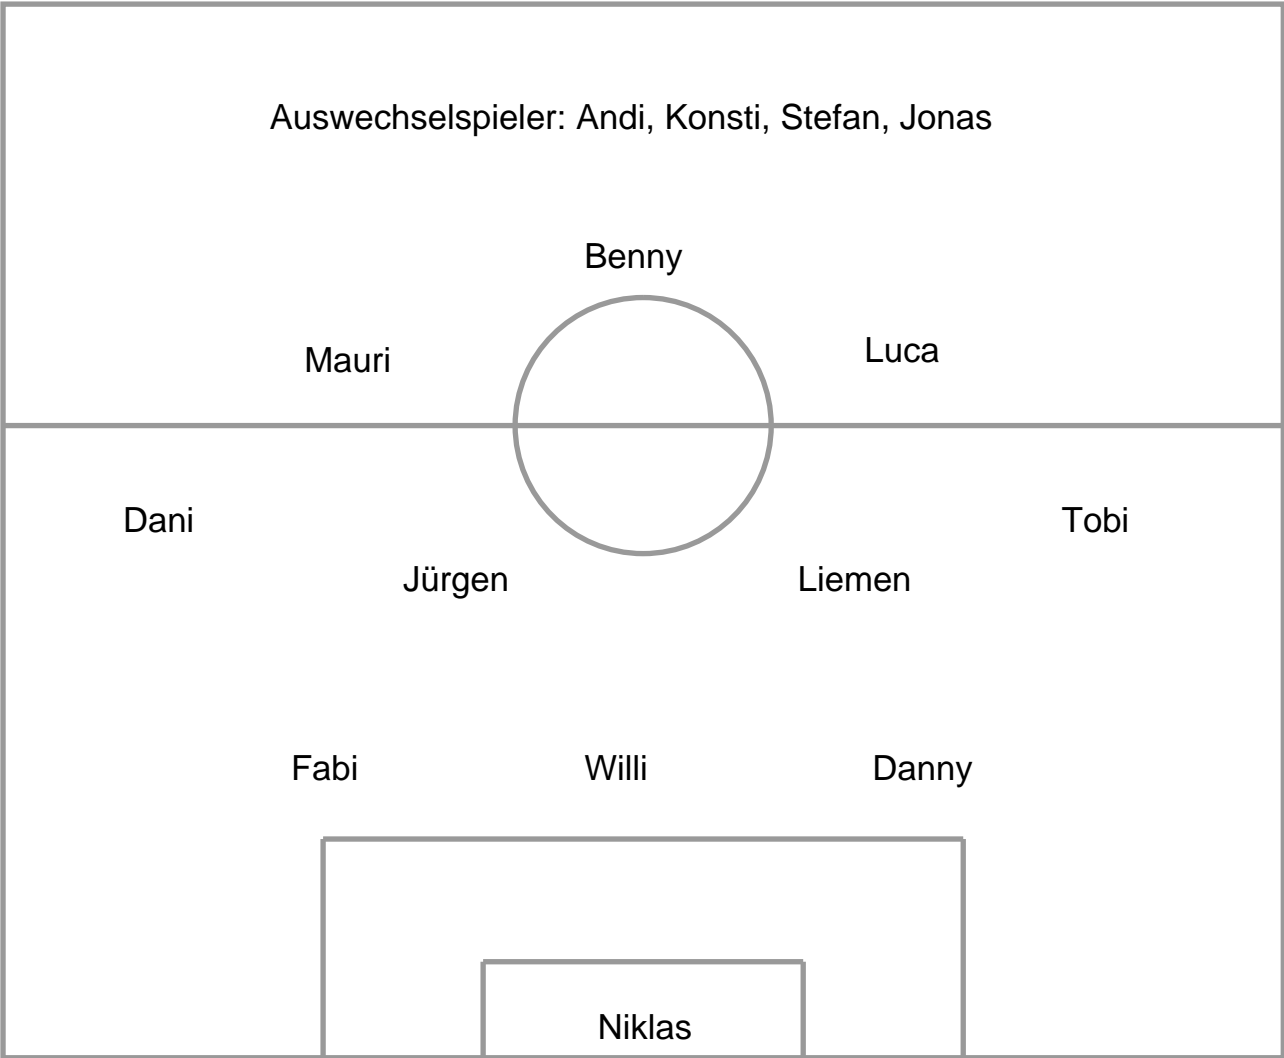 Auswechselspieler: Andi, Konsti, Stefan, Jonas
Benny
Mauri
Luca
Dani
Tobi
Jürgen
Liemen
Fabi
Willi
Danny
Niklas